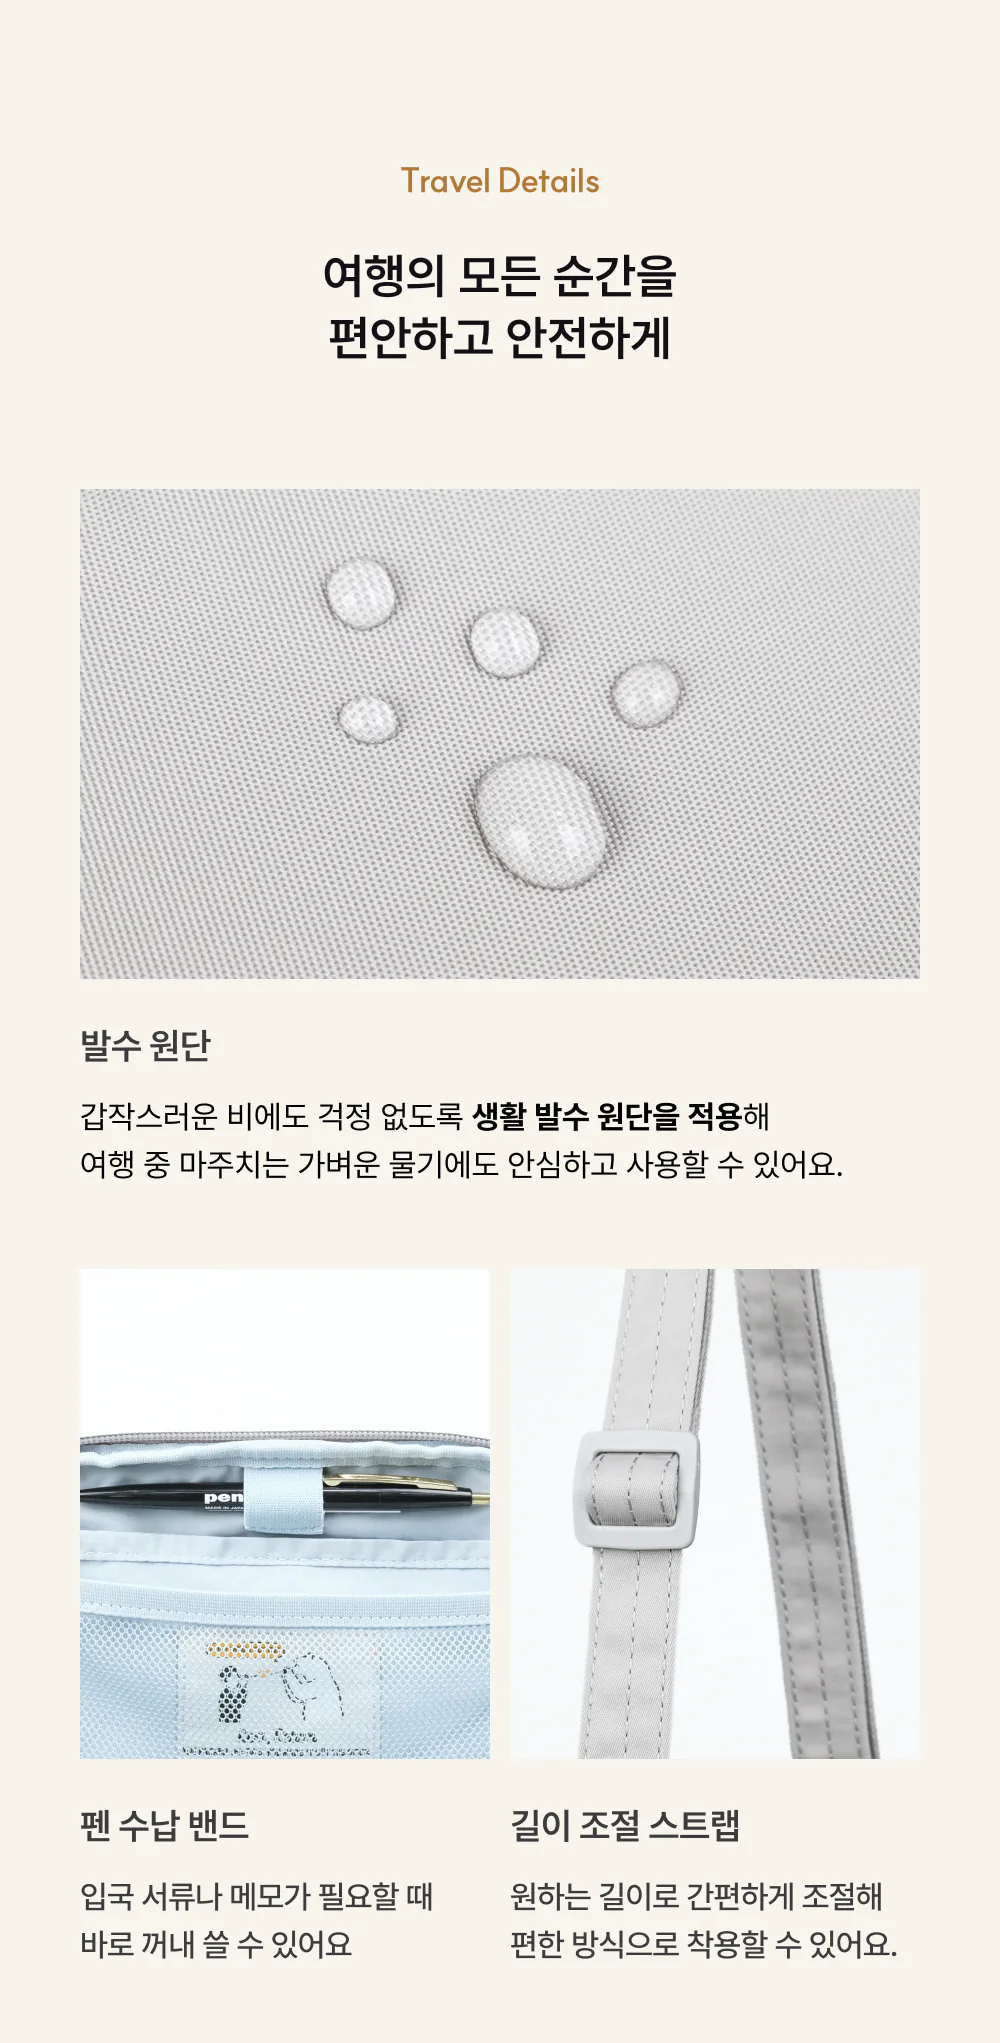 Travel Details
여행의 모든 순간을
편안하고 안전하게
발수 원단
갑작스러운 비에도 걱정 없도록 생활 발수 원단을 적용해
여행 중 마주치는 가벼운 물기에도 안심하고 사용할 수 있어요.
pen
MADE IN JAPA
펜 수납 밴드
입국 서류나 메모가 필요할 때
바로 꺼내 쓸 수 있어요
길이 조절 스트랩
원하는 길이로 간편하게 조절해
편한 방식으로 착용할 수 있어요.